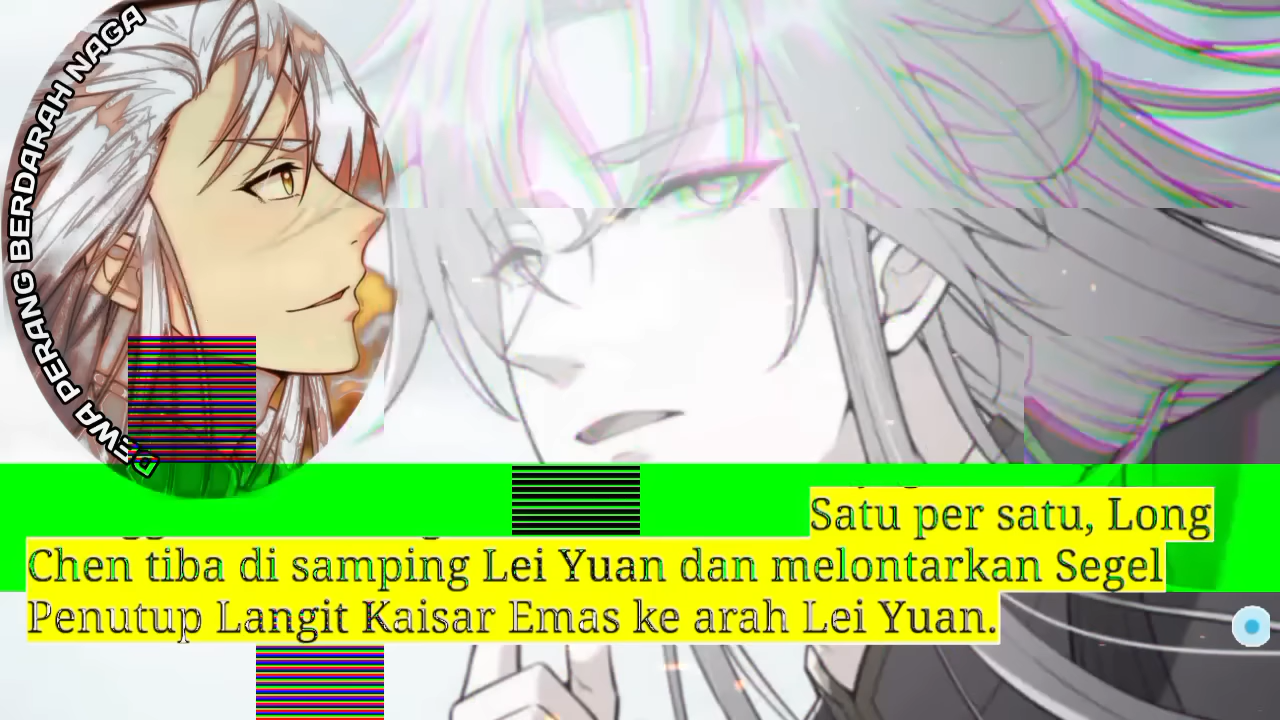 DEWA PERANG BERDARAH NAGA
Satu per satu, Long
Chen tiba di samping Lei Yuan dan melontarkan Segel
Penutup Langit Kaisar Emas ke arah Lei Yuan.